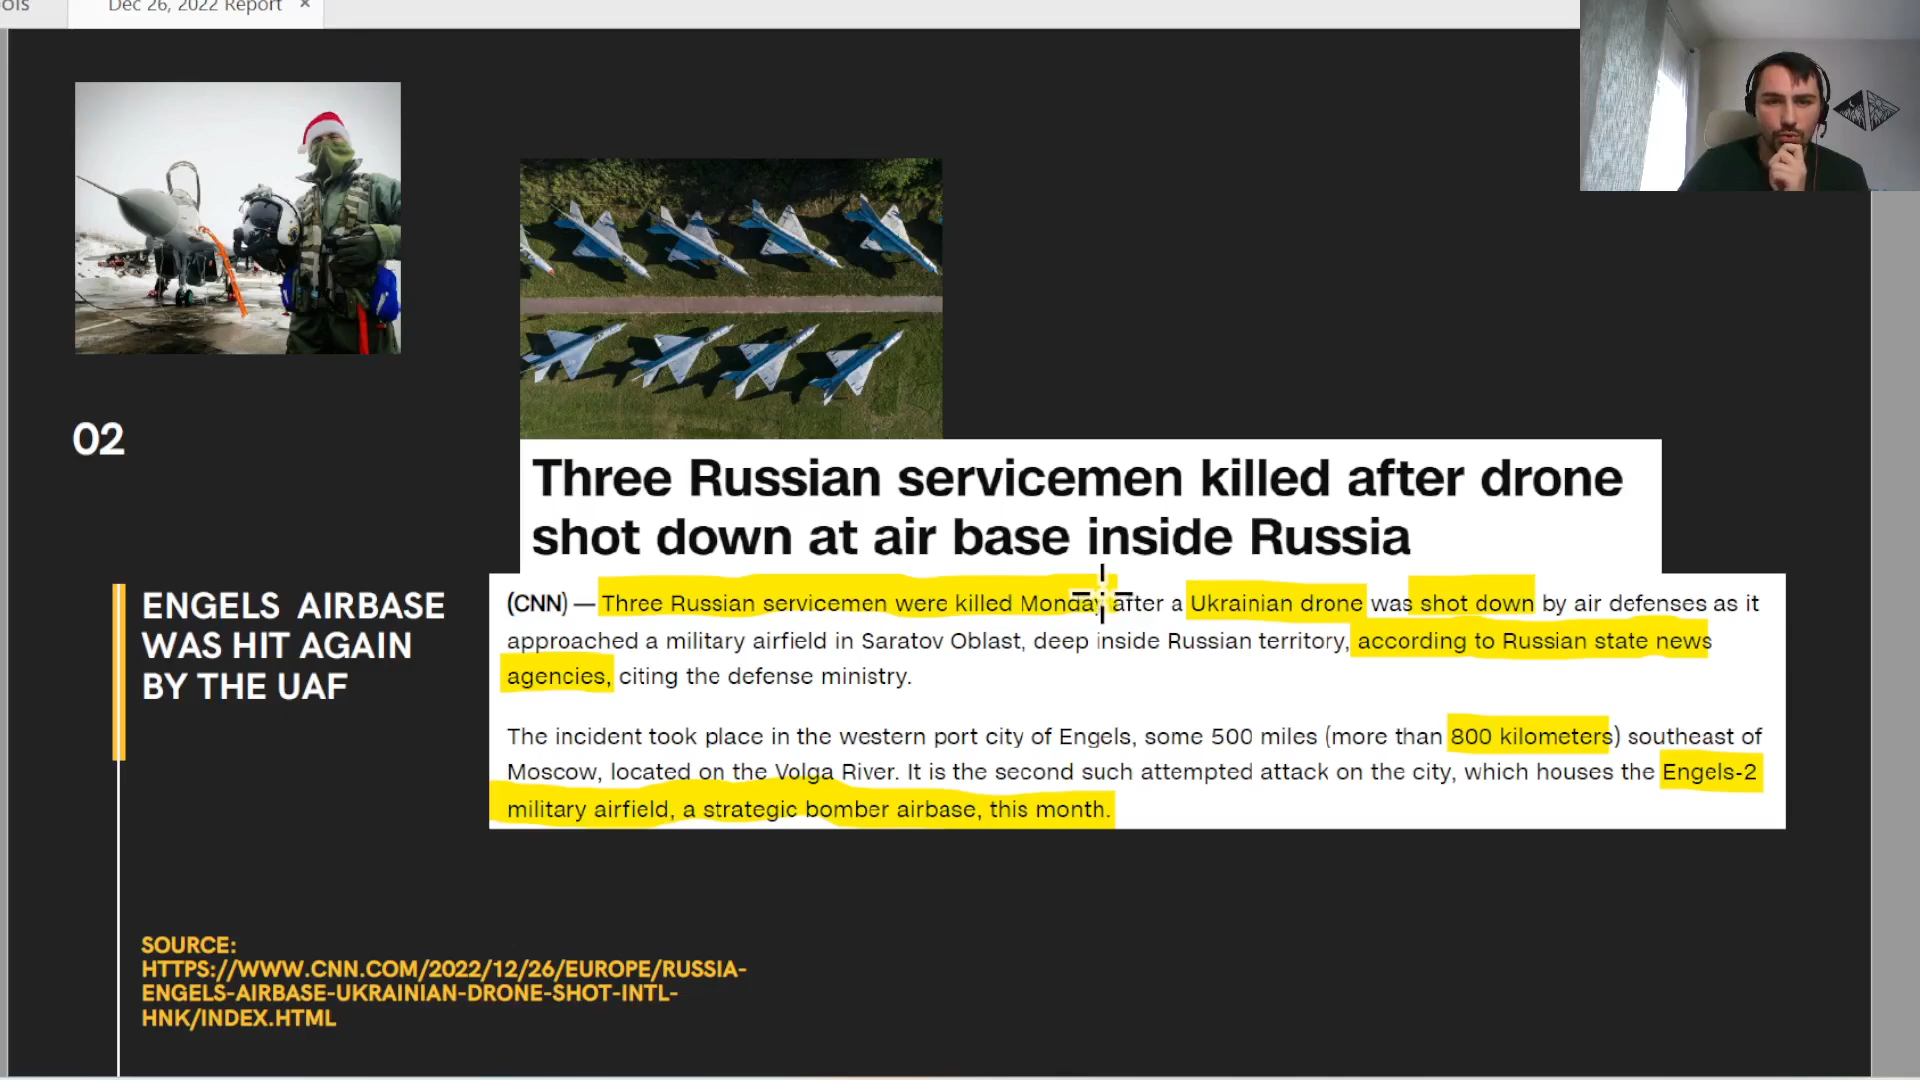 Dec 26, 2022 Report ×
02
ENGELS AIRBASE
WAS HIT AGAIN
BY THE UAF
Three Russian servicemen killed after drone
shot down at air base inside Russia
(CNN) — Three Russian servicemen were killed Monday after a Ukrainian drone was shot down by air defenses as it
approached a military airfield in Saratov Oblast, deep inside Russian territory, according to Russian state news
agencies, citing the defense ministry.
The incident took place in the western port city of Engels, some 500 miles (more than 800 kilometers) southeast of
Moscow, located on the Volga River. It is the second such attempted attack on the city, which houses the Engels-2
military airfield, a strategic bomber airbase, this month.
SOURCE:
HTTPS://WWW.CNN.COM/2022/12/26/EUROPE/RUSSIA-
ENGELS-AIRBASE-UKRAINIAN-DRONE-SHOT-INTL-
HNK/INDEX.HTML